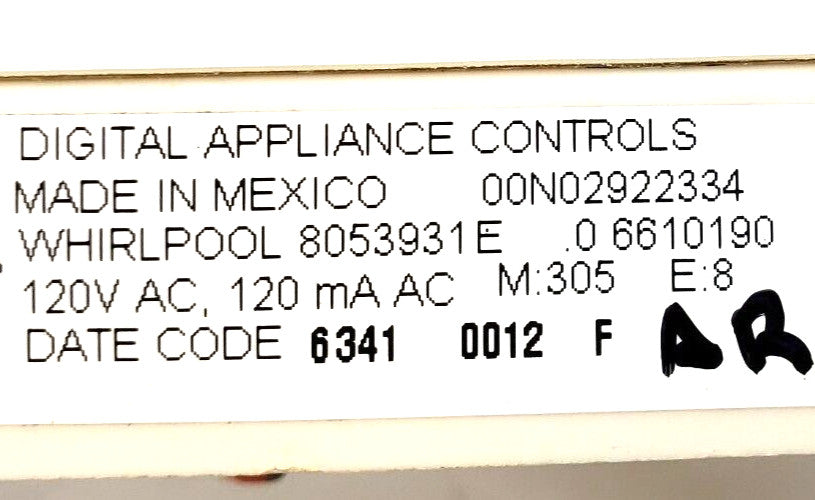 DIGITAL APPLIANCE CONTROLS
MADE IN MEXICO 00N02922334
WHIRLPOOL 8053931E .0 6610190
120V AC, 120 mA AC M:305 E:8
DATE CODE 6341 0012 F AR